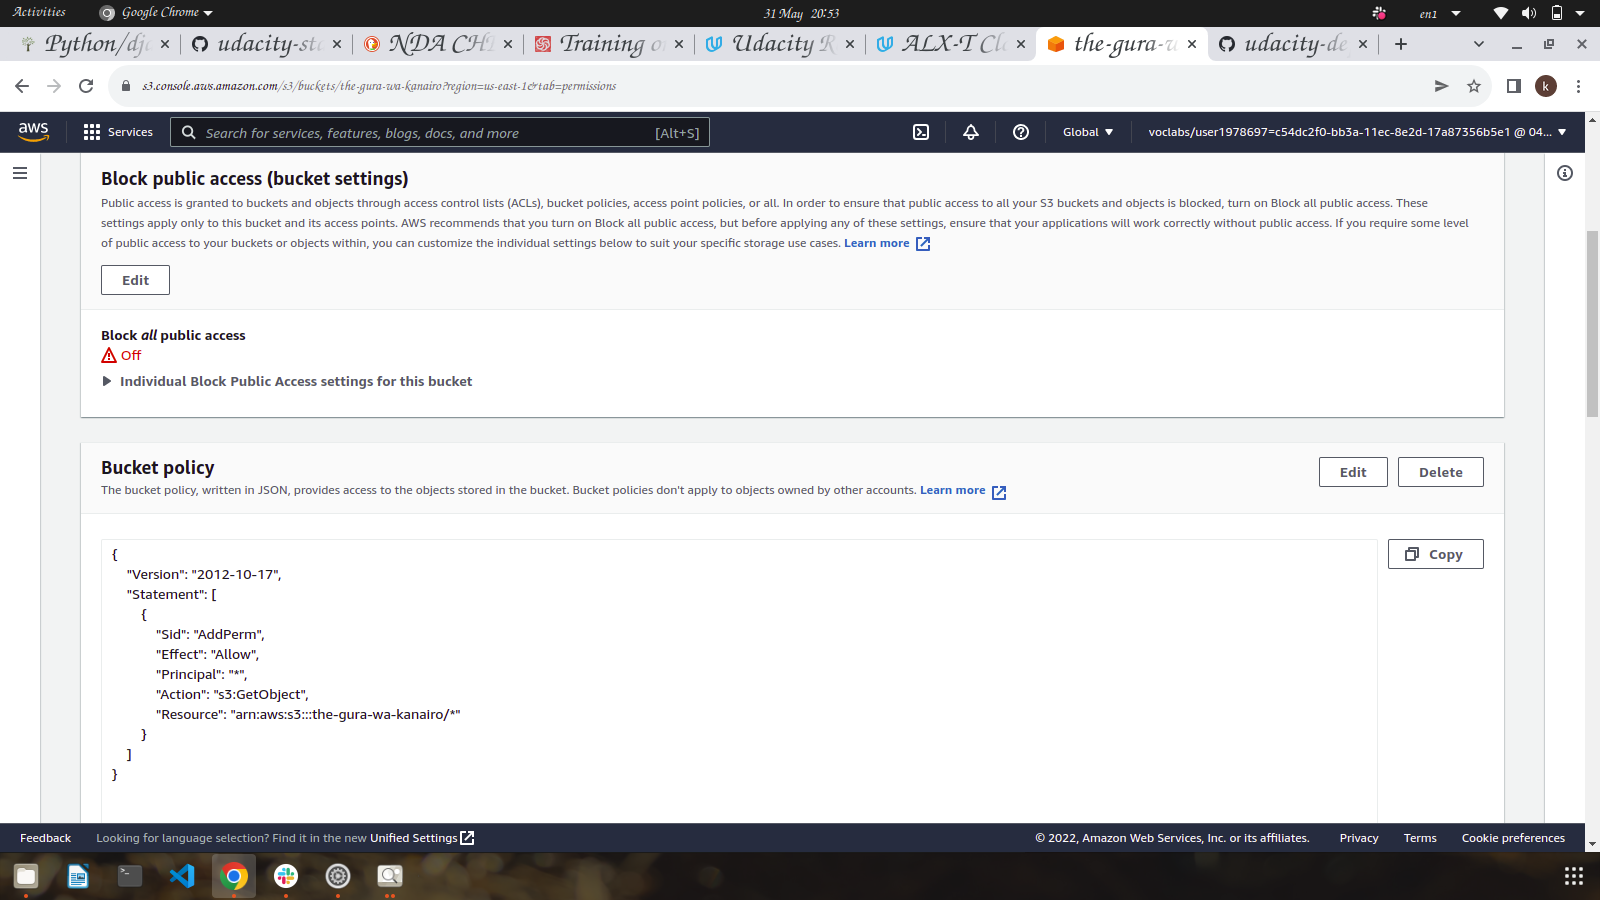 Activities
Google Chrome
31 May 20:53
en1
Python/dj
udacity-st
NDA CH
Training o
Udacity R
ALX-T Cl
the-gura-w
udacity-de
s3.console.aws.amazon.com/s3/buckets/the-gura-wa-kanairo?region=us-east-1&tab=permissions
k
aws
Services
Search for services, features, blogs, docs, and more
[Alt+S]
Global
voclabs/user1978697=c54dc2f0-bb3a-11ec-8e2d-17a87356b5e1 @ 04...
Block public access (bucket settings)
Public access is granted to buckets and objects through access control lists (ACLs), bucket policies, access point policies, or all. In order to ensure that public access to all your S3 buckets and objects is blocked, turn on Block all public access. These
settings apply only to this bucket and its access points. AWS recommends that you turn on Block all public access, but before applying any of these settings, ensure that your applications will work correctly without public access. If you require some level
of public access to your buckets or objects within, you can customize the individual settings below to suit your specific storage use cases. Learn more
Edit
Block all public access
Off
Individual Block Public Access settings for this bucket
Bucket policy
Edit
Delete
The bucket policy, written in JSON, provides access to the objects stored in the bucket. Bucket policies don't apply to objects owned by other accounts. Learn more
Copy
{
"Version": "2012-10-17",
"Statement": [
{
"Sid": "AddPerm",
"Effect": "Allow",
"Principal": "*",
"Action": "s3:GetObject",
"Resource": "arn:aws:s3:::the-gura-wa-kanairo/*"
}
]
}
Feedback
Looking for language selection? Find it in the new Unified Settings
© 2022, Amazon Web Services, Inc. or its affiliates.
Privacy
Terms
Cookie preferences